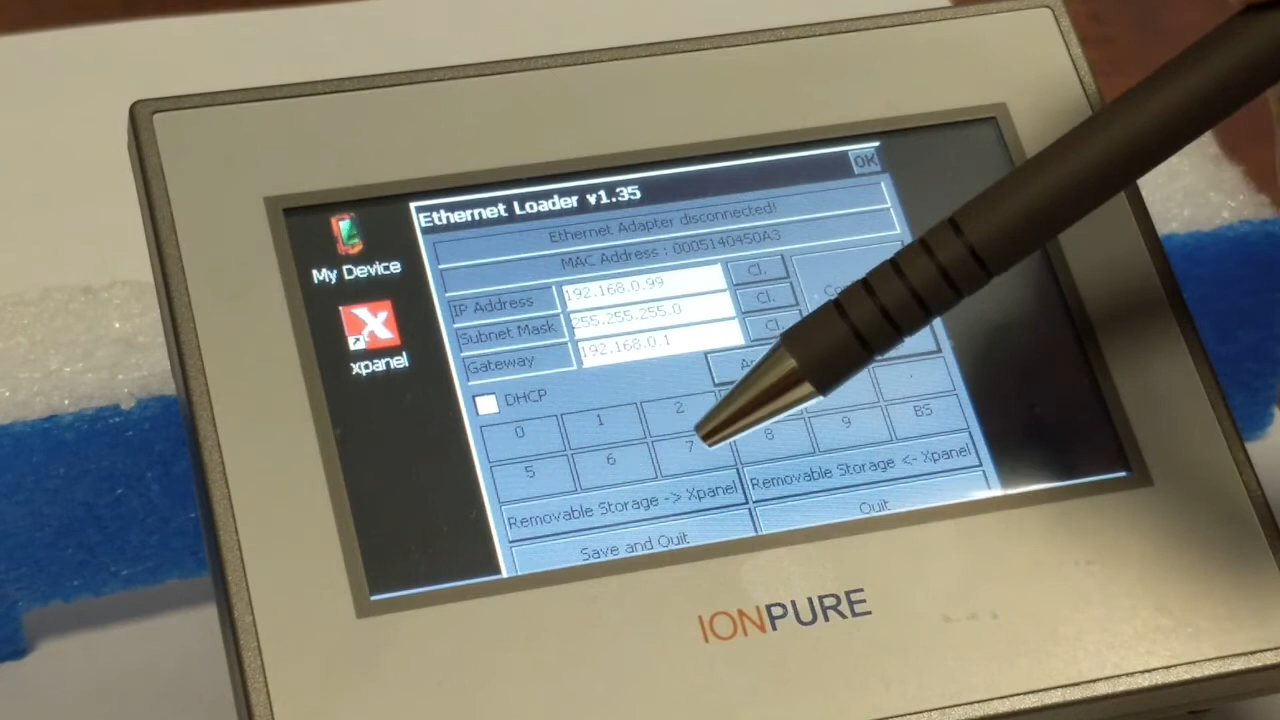 Ethernet Loader v1.35
OK
Ethernet Adapter disconnected!
MAC Address : 0005140450A3
IP Address 192.168.0.99 Cl.
Subnet Mask 255.255.255.0 Cl.
Gateway 192.168.0.1 Cl.
DHCP
0 1 2
5 6 7 8 9 BS
Removable Storage -> Xpanel
Removable Storage <- Xpanel
Save and Quit
Quit
My Device
xpanel
IONPURE